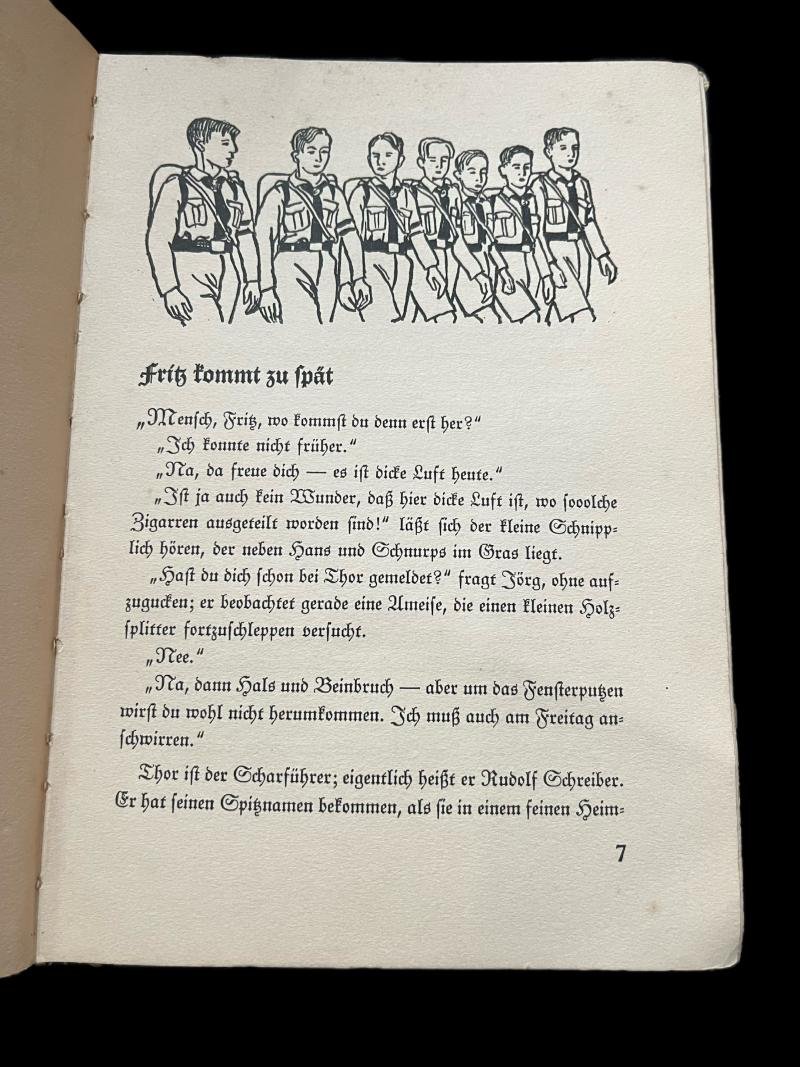 Fritz kommt zu spät
„Mensch, Fritz, wo kommst du denn erst her?“
„Ich konnte nicht früher.“
„Na, da freue dich — es ist dicke Luft heute.“
„Ist ja auch kein Wunder, daß hier dicke Luft ist, wo sooolche
Zigarren ausgeteilt worden sind!“ läßt sich der kleine Schnipp-
lich hören, der neben Hans und Schnurps im Gras liegt.
„Hast du dich schon bei Thor gemeldet?“ fragt Jörg, ohne auf-
zugucken; er beobachtet gerade eine Ameise, die einen kleinen Holz-
splitter fortzuschleppen versucht.
„Nee.“
„Na, dann Hals und Beinbruch — aber um das Fensterputzen
wirst du wohl nicht herumkommen. Ich muß auch am Freitag an-
schwirren.“
Thor ist der Scharführer; eigentlich heißt er Rudolf Schreiber.
Er hat seinen Spitznamen bekommen, als sie in einem feinen Heim-
7